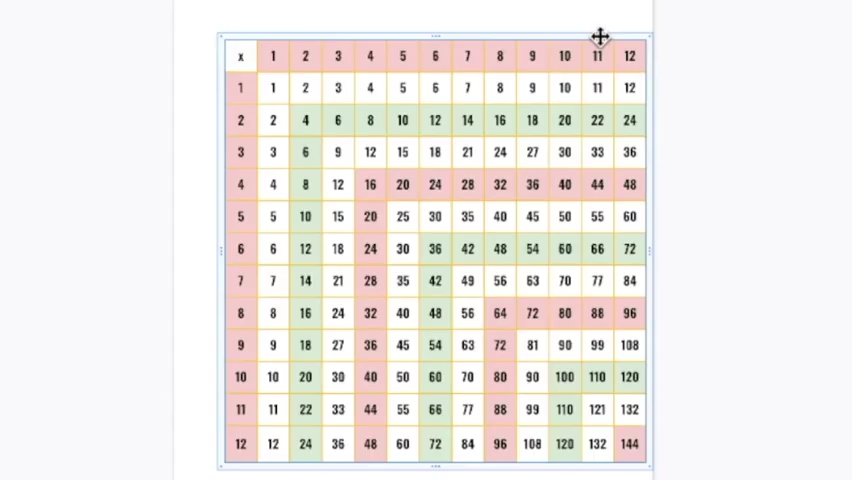 x 1 2 3 4 5 6 7 8 9 10 11 12
1 1 2 3 4 5 6 7 8 9 10 11 12
2 2 4 6 8 10 12 14 16 18 20 22 24
3 3 6 9 12 15 18 21 24 27 30 33 36
4 4 8 12 16 20 24 28 32 36 40 44 48
5 5 10 15 20 25 30 35 40 45 50 55 60
6 6 12 18 24 30 36 42 48 54 60 66 72
7 7 14 21 28 35 42 49 56 63 70 77 84
8 8 16 24 32 40 48 56 64 72 80 88 96
9 9 18 27 36 45 54 63 72 81 90 99 108
10 10 20 30 40 50 60 70 80 90 100 110 120
11 11 22 33 44 55 66 77 88 99 110 121 132
12 12 24 36 48 60 72 84 96 108 120 132 144